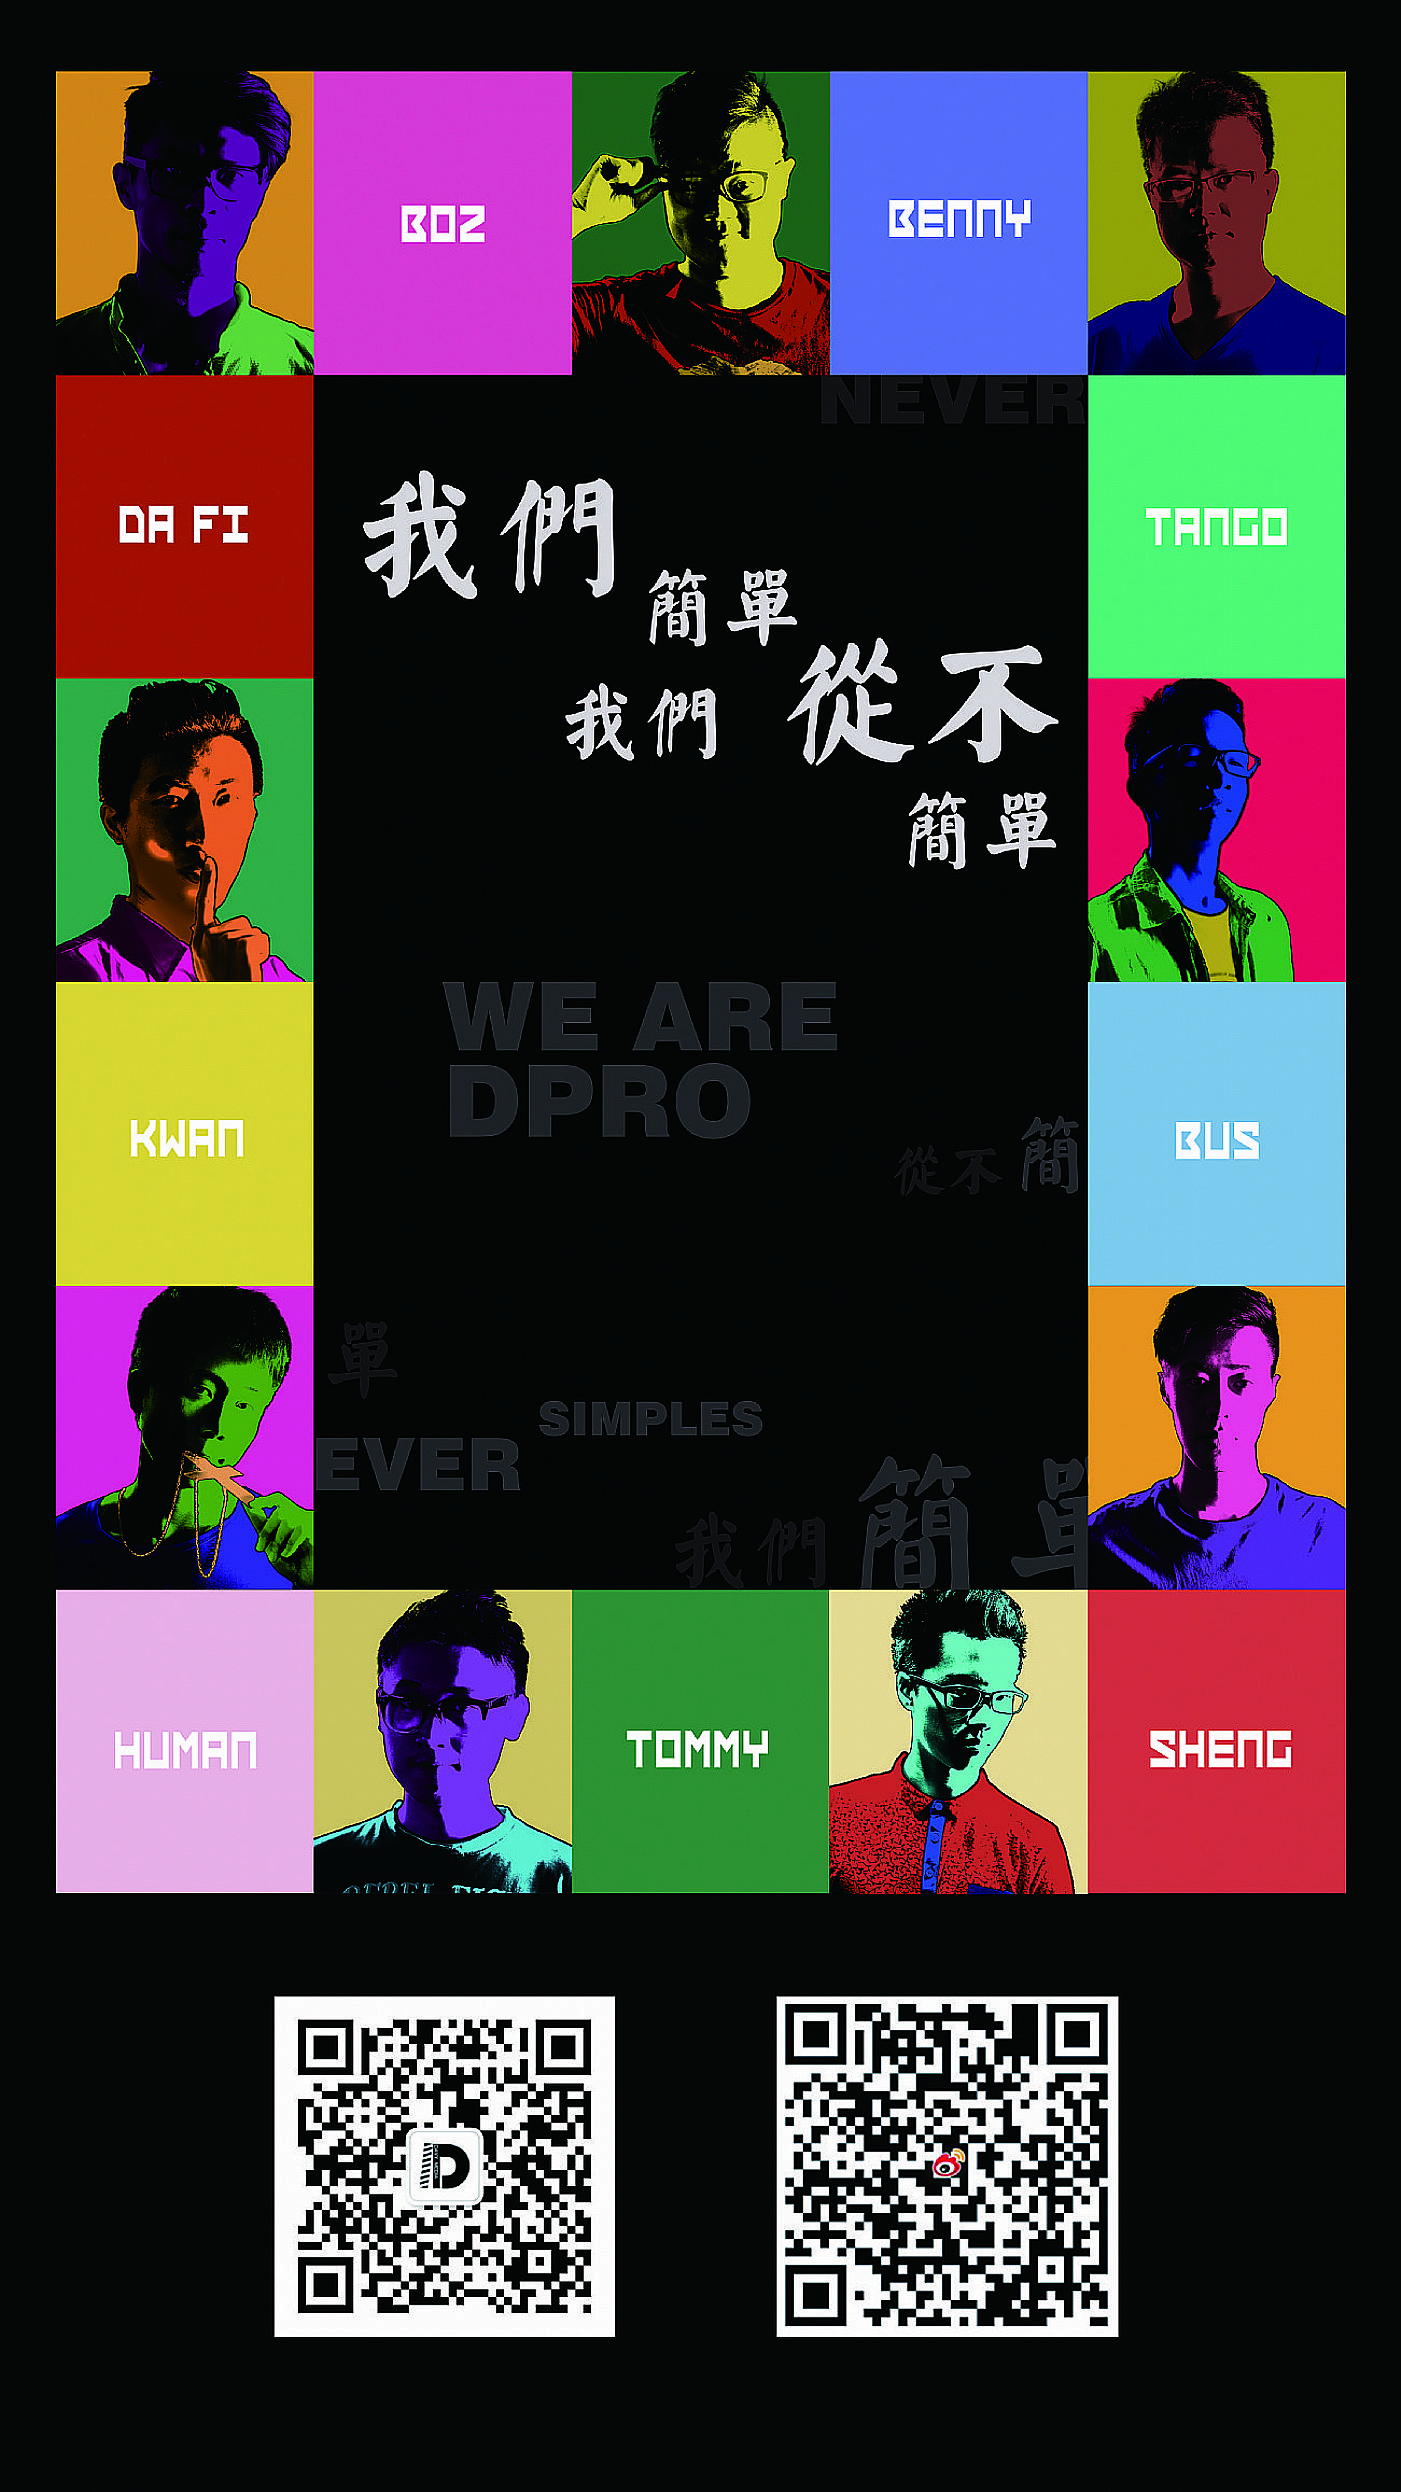 BOZ
BENNY
NEVER
DA FI
TANGO
我們
簡單
我們 從不
簡單
WE ARE
DPRO
從不 簡
KWAN
BUS
單
SIMPLES
EVER
我們 簡單
HUMAN
TOMMY
SHENG